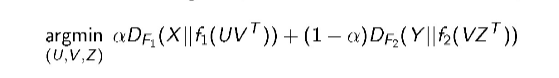 argmin αD_{F_1}(X||f_1(UV^T)) + (1 − α)D_{F_2}(Y||f_2(VZ^T))
(U,V,Z)